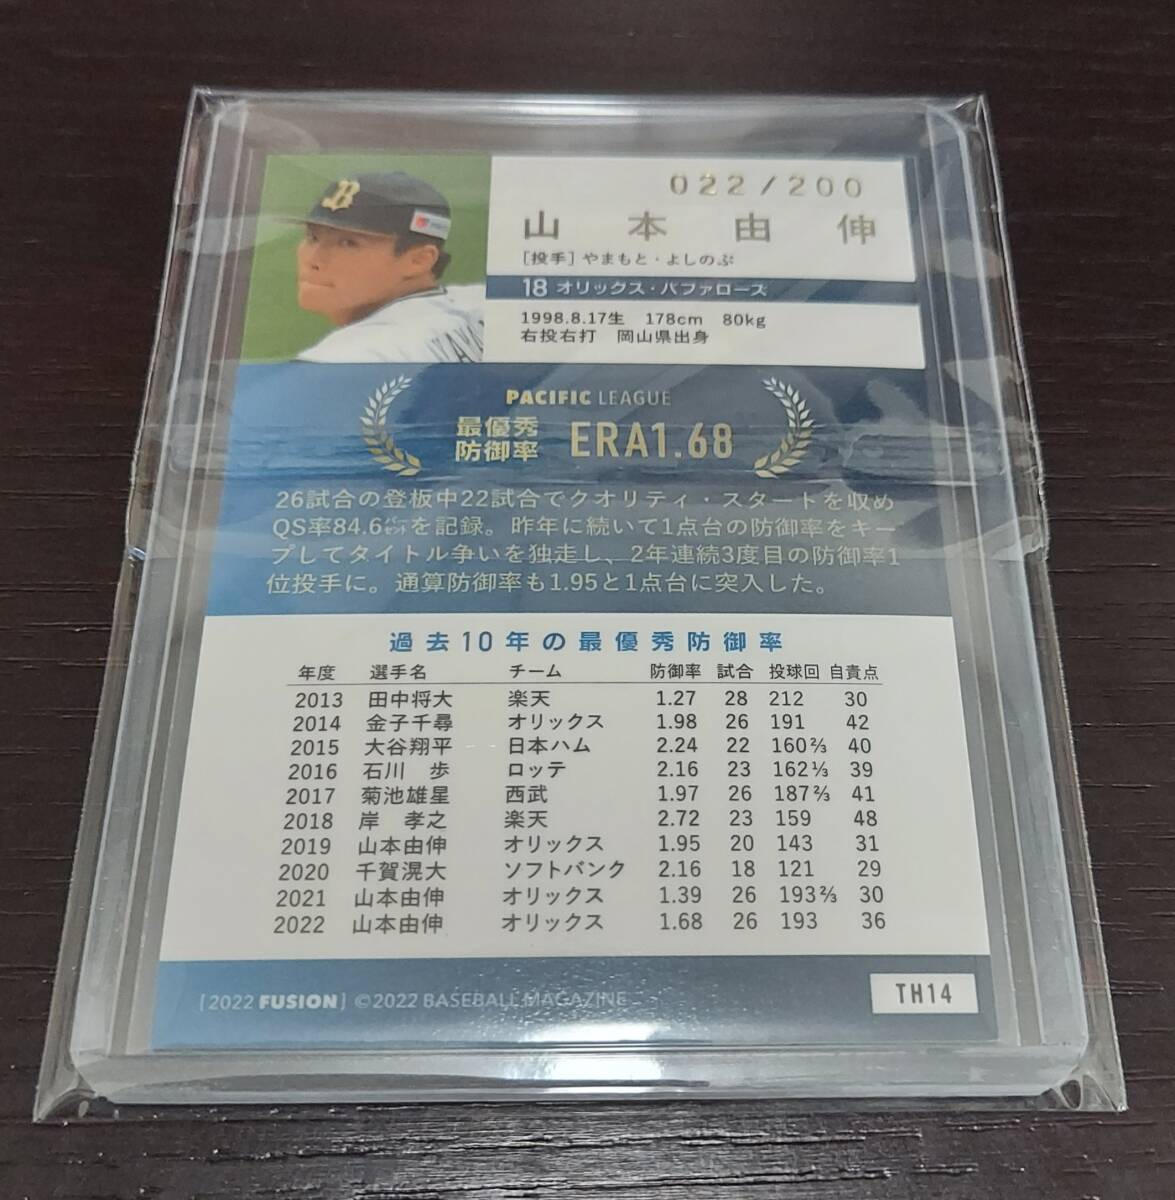 B
022/200
山本由伸
[投手] やまもと・よしのぶ
18 オリックス・バファローズ
1998.8.17生 178cm 80kg
右投右打 岡山県出身
PACIFIC LEAGUE
最優秀
防御率 ERA1.68
26試合の登板中22試合でクオリティ・スタートを収め
QS率84.6㌫を記録。昨年に続いて1点台の防御率をキー
プしてタイトル争いを独走し、2年連続3度目の防御率1
位投手に。通算防御率も1.95と1点台に突入した。
過去10年の最優秀防御率
年度 選手名 チーム 防御率 試合 投球回 自責点
2013 田中将大 楽天 1.27 28 212 30
2014 金子千尋 オリックス 1.98 26 191 42
2015 大谷翔平 日本ハム 2.24 22 160⅔ 40
2016 石川 歩 ロッテ 2.16 23 162⅓ 39
2017 菊池雄星 西武 1.97 26 187⅔ 41
2018 岸 孝之 楽天 2.72 23 159 48
2019 山本由伸 オリックス 1.95 20 143 31
2020 千賀滉大 ソフトバンク 2.16 18 121 29
2021 山本由伸 オリックス 1.39 26 193⅔ 30
2022 山本由伸 オリックス 1.68 26 193 36
[2022 FUSION] ©2022 BASEBALL MAGAZINE
TH14